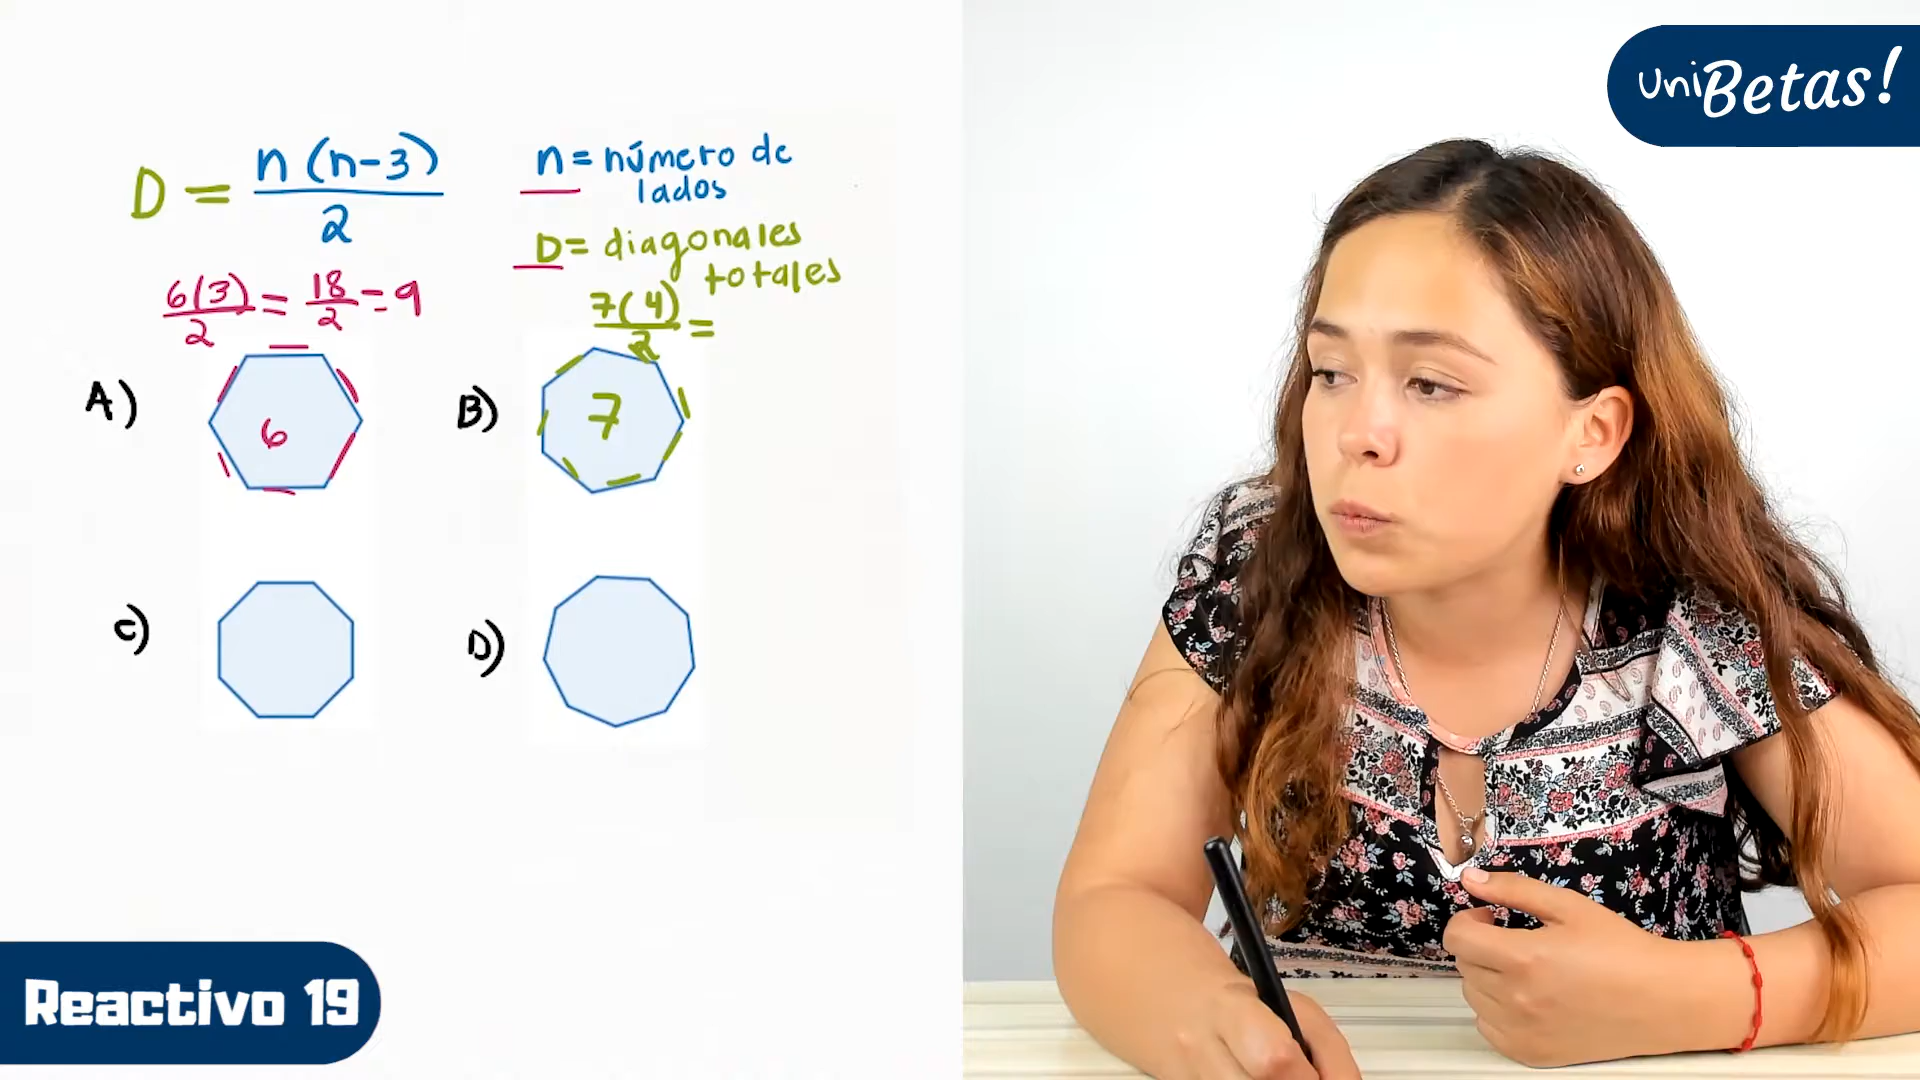 uniBetas!
D = n(n-3)/2
n = número de
lados
D = diagonales
totales
6(3)/2 = 18/2 = 9
7(4)/2 =
A)
6
B)
7
C)
D)
Reactivo 19